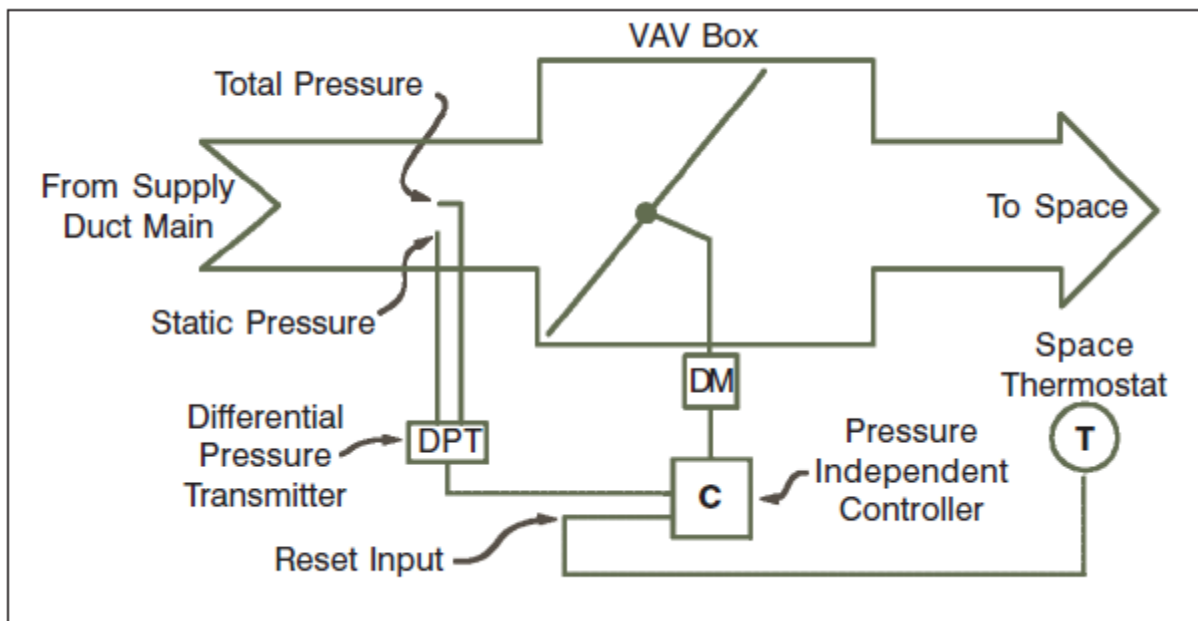 VAV Box
Total Pressure
From Supply
Duct Main
To Space
Static Pressure
Space
Thermostat
DM
Differential
Pressure
Transmitter
DPT
Pressure
Independent
Controller
T
C
Reset Input